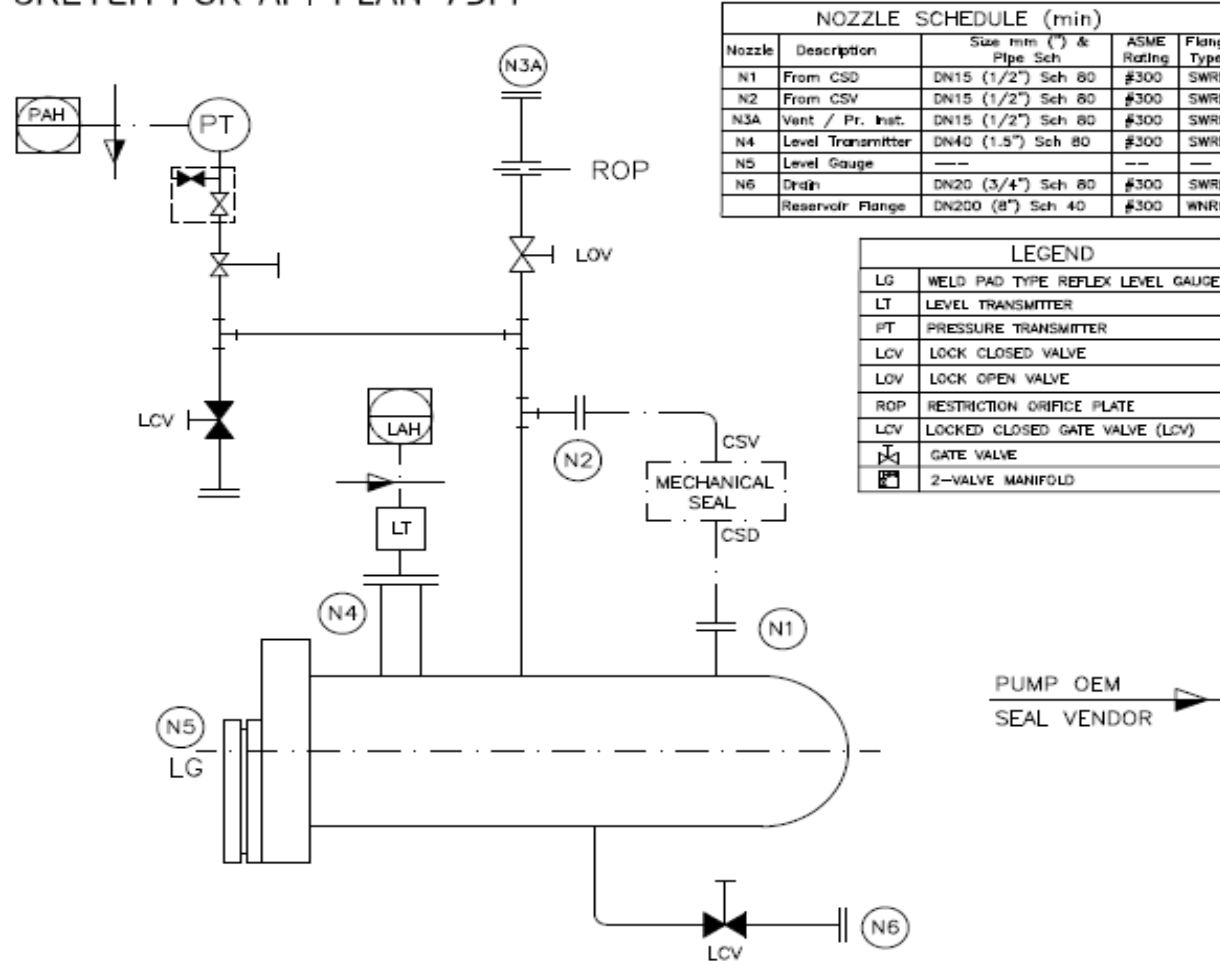 NOZZLE SCHEDULE (min)
Nozzle Description Size mm (") & Pipe Sch ASME Rating
N1 From CSD DN15 (1/2") Sch 80 #300
N2 From CSV DN15 (1/2") Sch 80 #300
N3A Vent / Pr. Inst. DN15 (1/2") Sch 80 #300
N4 Level Transmitter DN40 (1.5") Sch 80 #300
N5 Level Gauge --- -- —
N6 Drain DN20 (3/4") Sch 80 #300
Reservoir Flange DN200 (8") Sch 40 #300
LEGEND
LG WELD PAD TYPE REFLEX LEVEL GAUGE
LT LEVEL TRANSMITTER
PT PRESSURE TRANSMITTER
LCV LOCK CLOSED VALVE
LOV LOCK OPEN VALVE
ROP RESTRICTION ORIFICE PLATE
LCV LOCKED CLOSED GATE VALVE (LCV)
GATE VALVE
2-VALVE MANIFOLD
N3A
PAH
PT
ROP
LOV
LCV
LAH
N2
CSV
MECHANICAL
SEAL
CSD
LT
N4
N1
N5
LG
PUMP OEM
SEAL VENDOR
LCV
N6